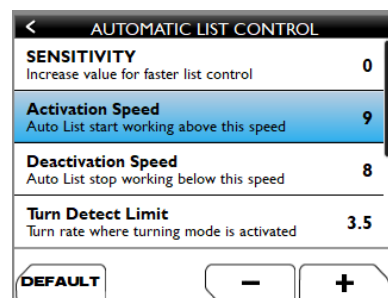 < AUTOMATIC LIST CONTROL
SENSITIVITY
Increase value for faster list control
0
Activation Speed
Auto List start working above this speed
9
Deactivation Speed
Auto List stop working below this speed
8
Turn Detect Limit
Turn rate where turning mode is activated
3.5
DEFAULT
− +